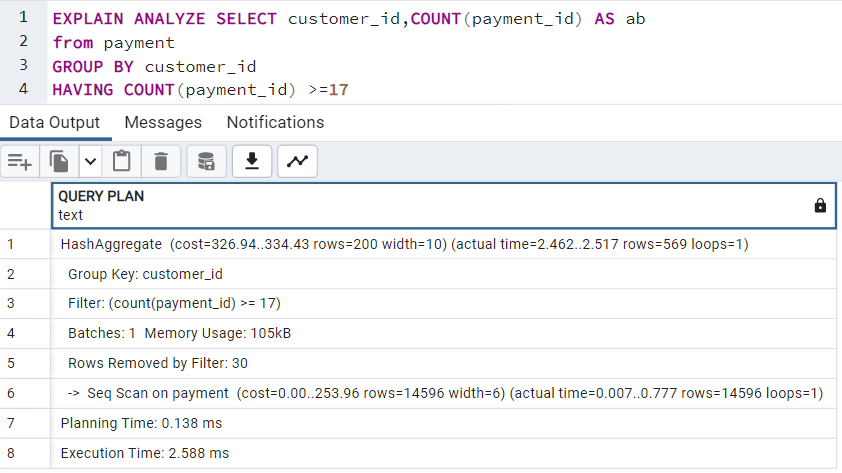 1 EXPLAIN ANALYZE SELECT customer_id,COUNT(payment_id) AS ab
2 from payment
3 GROUP BY customer_id
4 HAVING COUNT(payment_id) >=17
Data Output Messages Notifications
QUERY PLAN
text
1 HashAggregate (cost=326.94..334.43 rows=200 width=10) (actual time=2.462..2.517 rows=569 loops=1)
2 Group Key: customer_id
3 Filter: (count(payment_id) >= 17)
4 Batches: 1 Memory Usage: 105kB
5 Rows Removed by Filter: 30
6 -> Seq Scan on payment (cost=0.00..253.96 rows=14596 width=6) (actual time=0.007..0.777 rows=14596 loops=1)
7 Planning Time: 0.138 ms
8 Execution Time: 2.588 ms